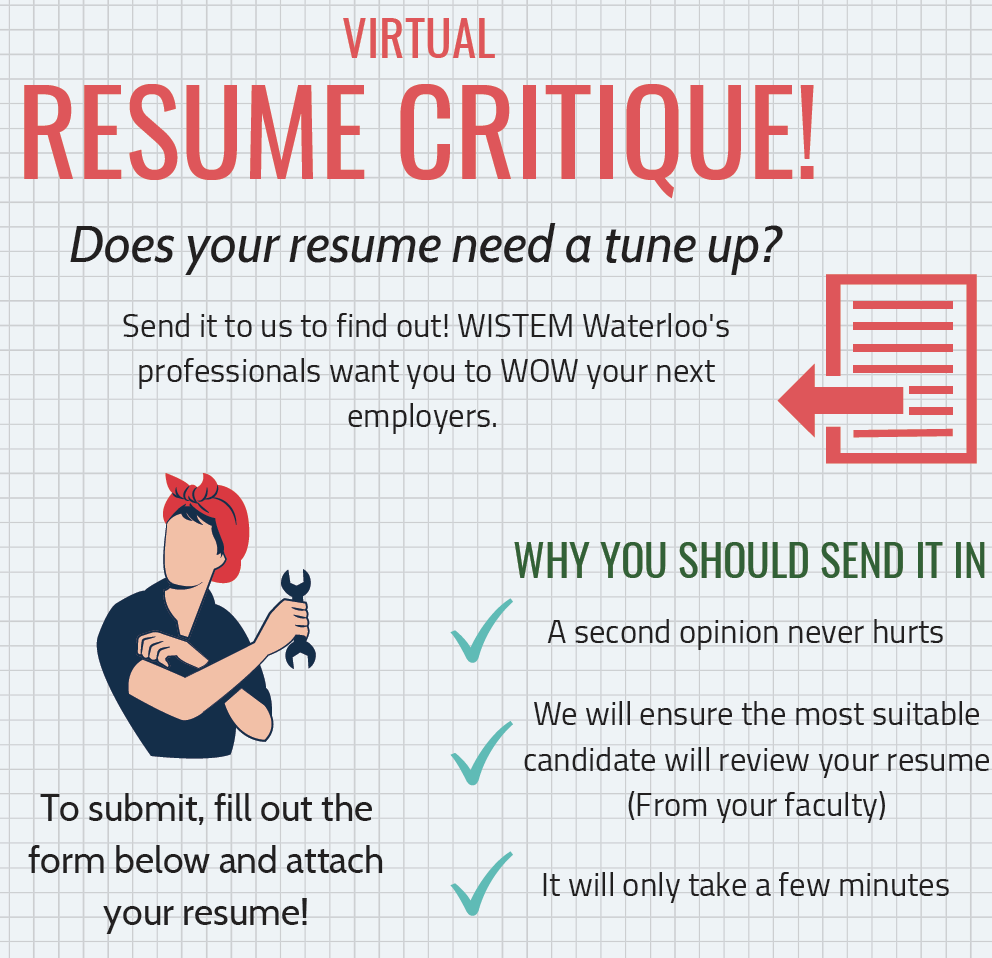 VIRTUAL
RESUME CRITIQUE!
Does your resume need a tune up?
Send it to us to find out! WISTEM Waterloo's
professionals want you to WOW your next
employers.
WHY YOU SHOULD SEND IT IN
A second opinion never hurts
We will ensure the most suitable
candidate will review your resume
(From your faculty)
It will only take a few minutes
To submit, fill out the
form below and attach
your resume!